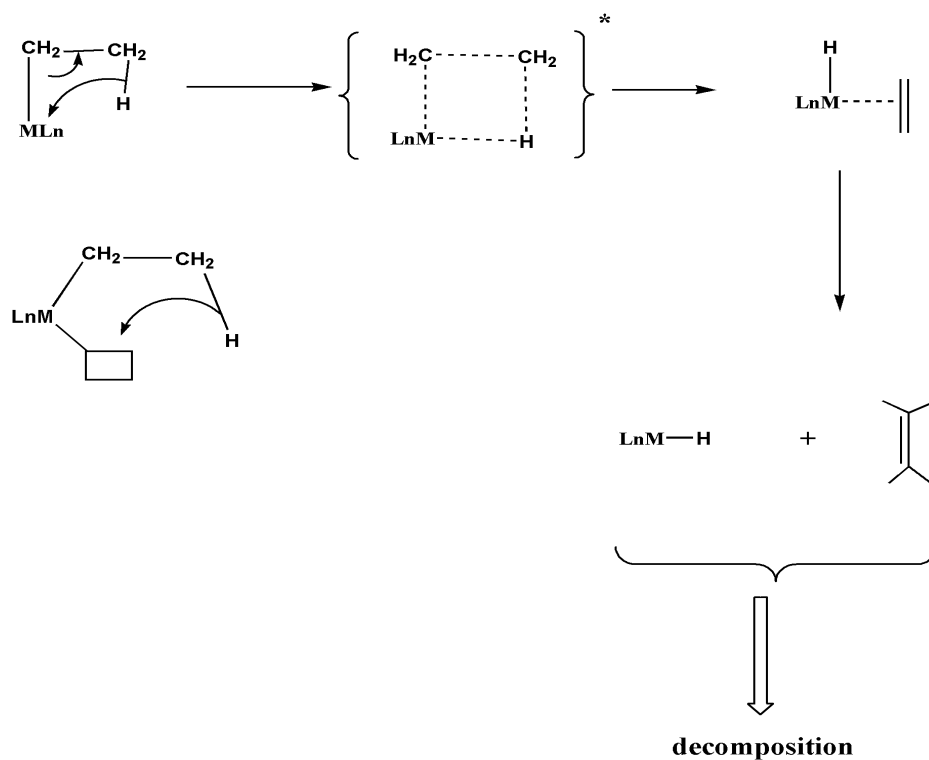 CH2 CH2
H
MLn
H2C CH2
LnM H
*
H
LnM
CH2 CH2
LnM
H
LnM H + 
decomposition